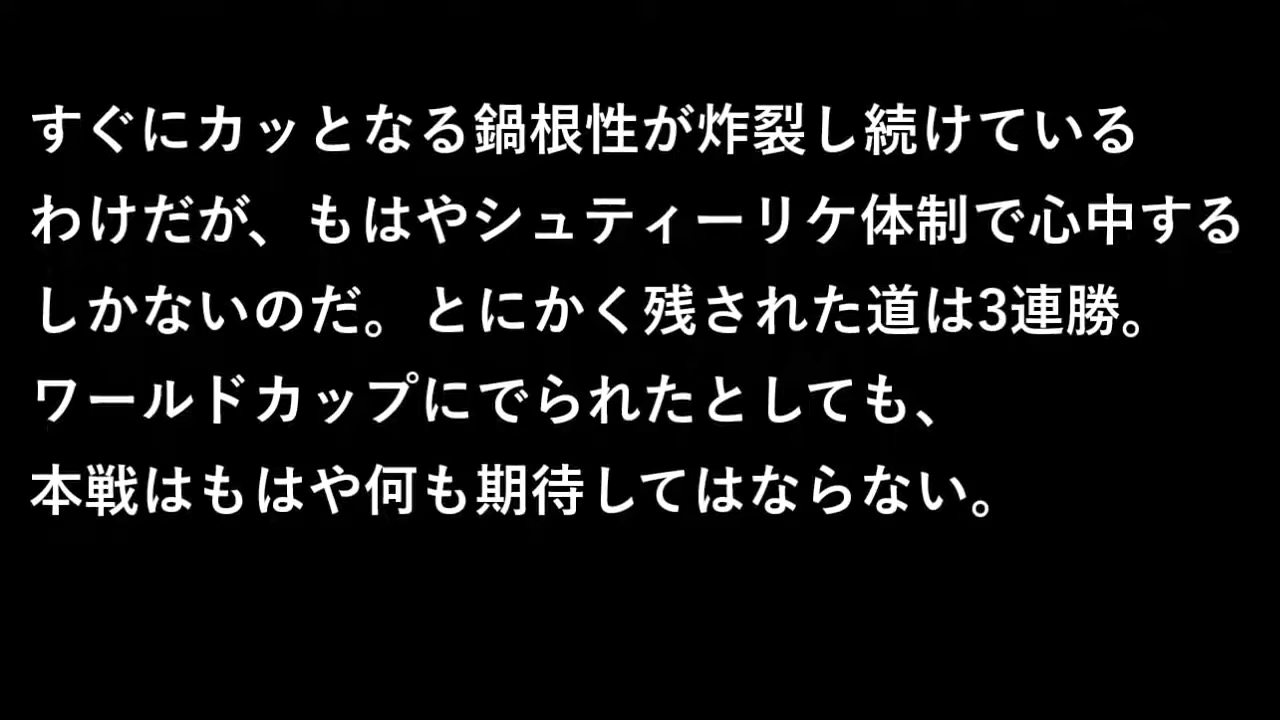 すぐにカッとなる鍋根性が炸裂し続けている
わけだが、もはやシュティーリケ体制で心中する
しかないのだ。とにかく残された道は3連勝。
ワールドカップにでられたとしても、
本戦はもはや何も期待してはならない。